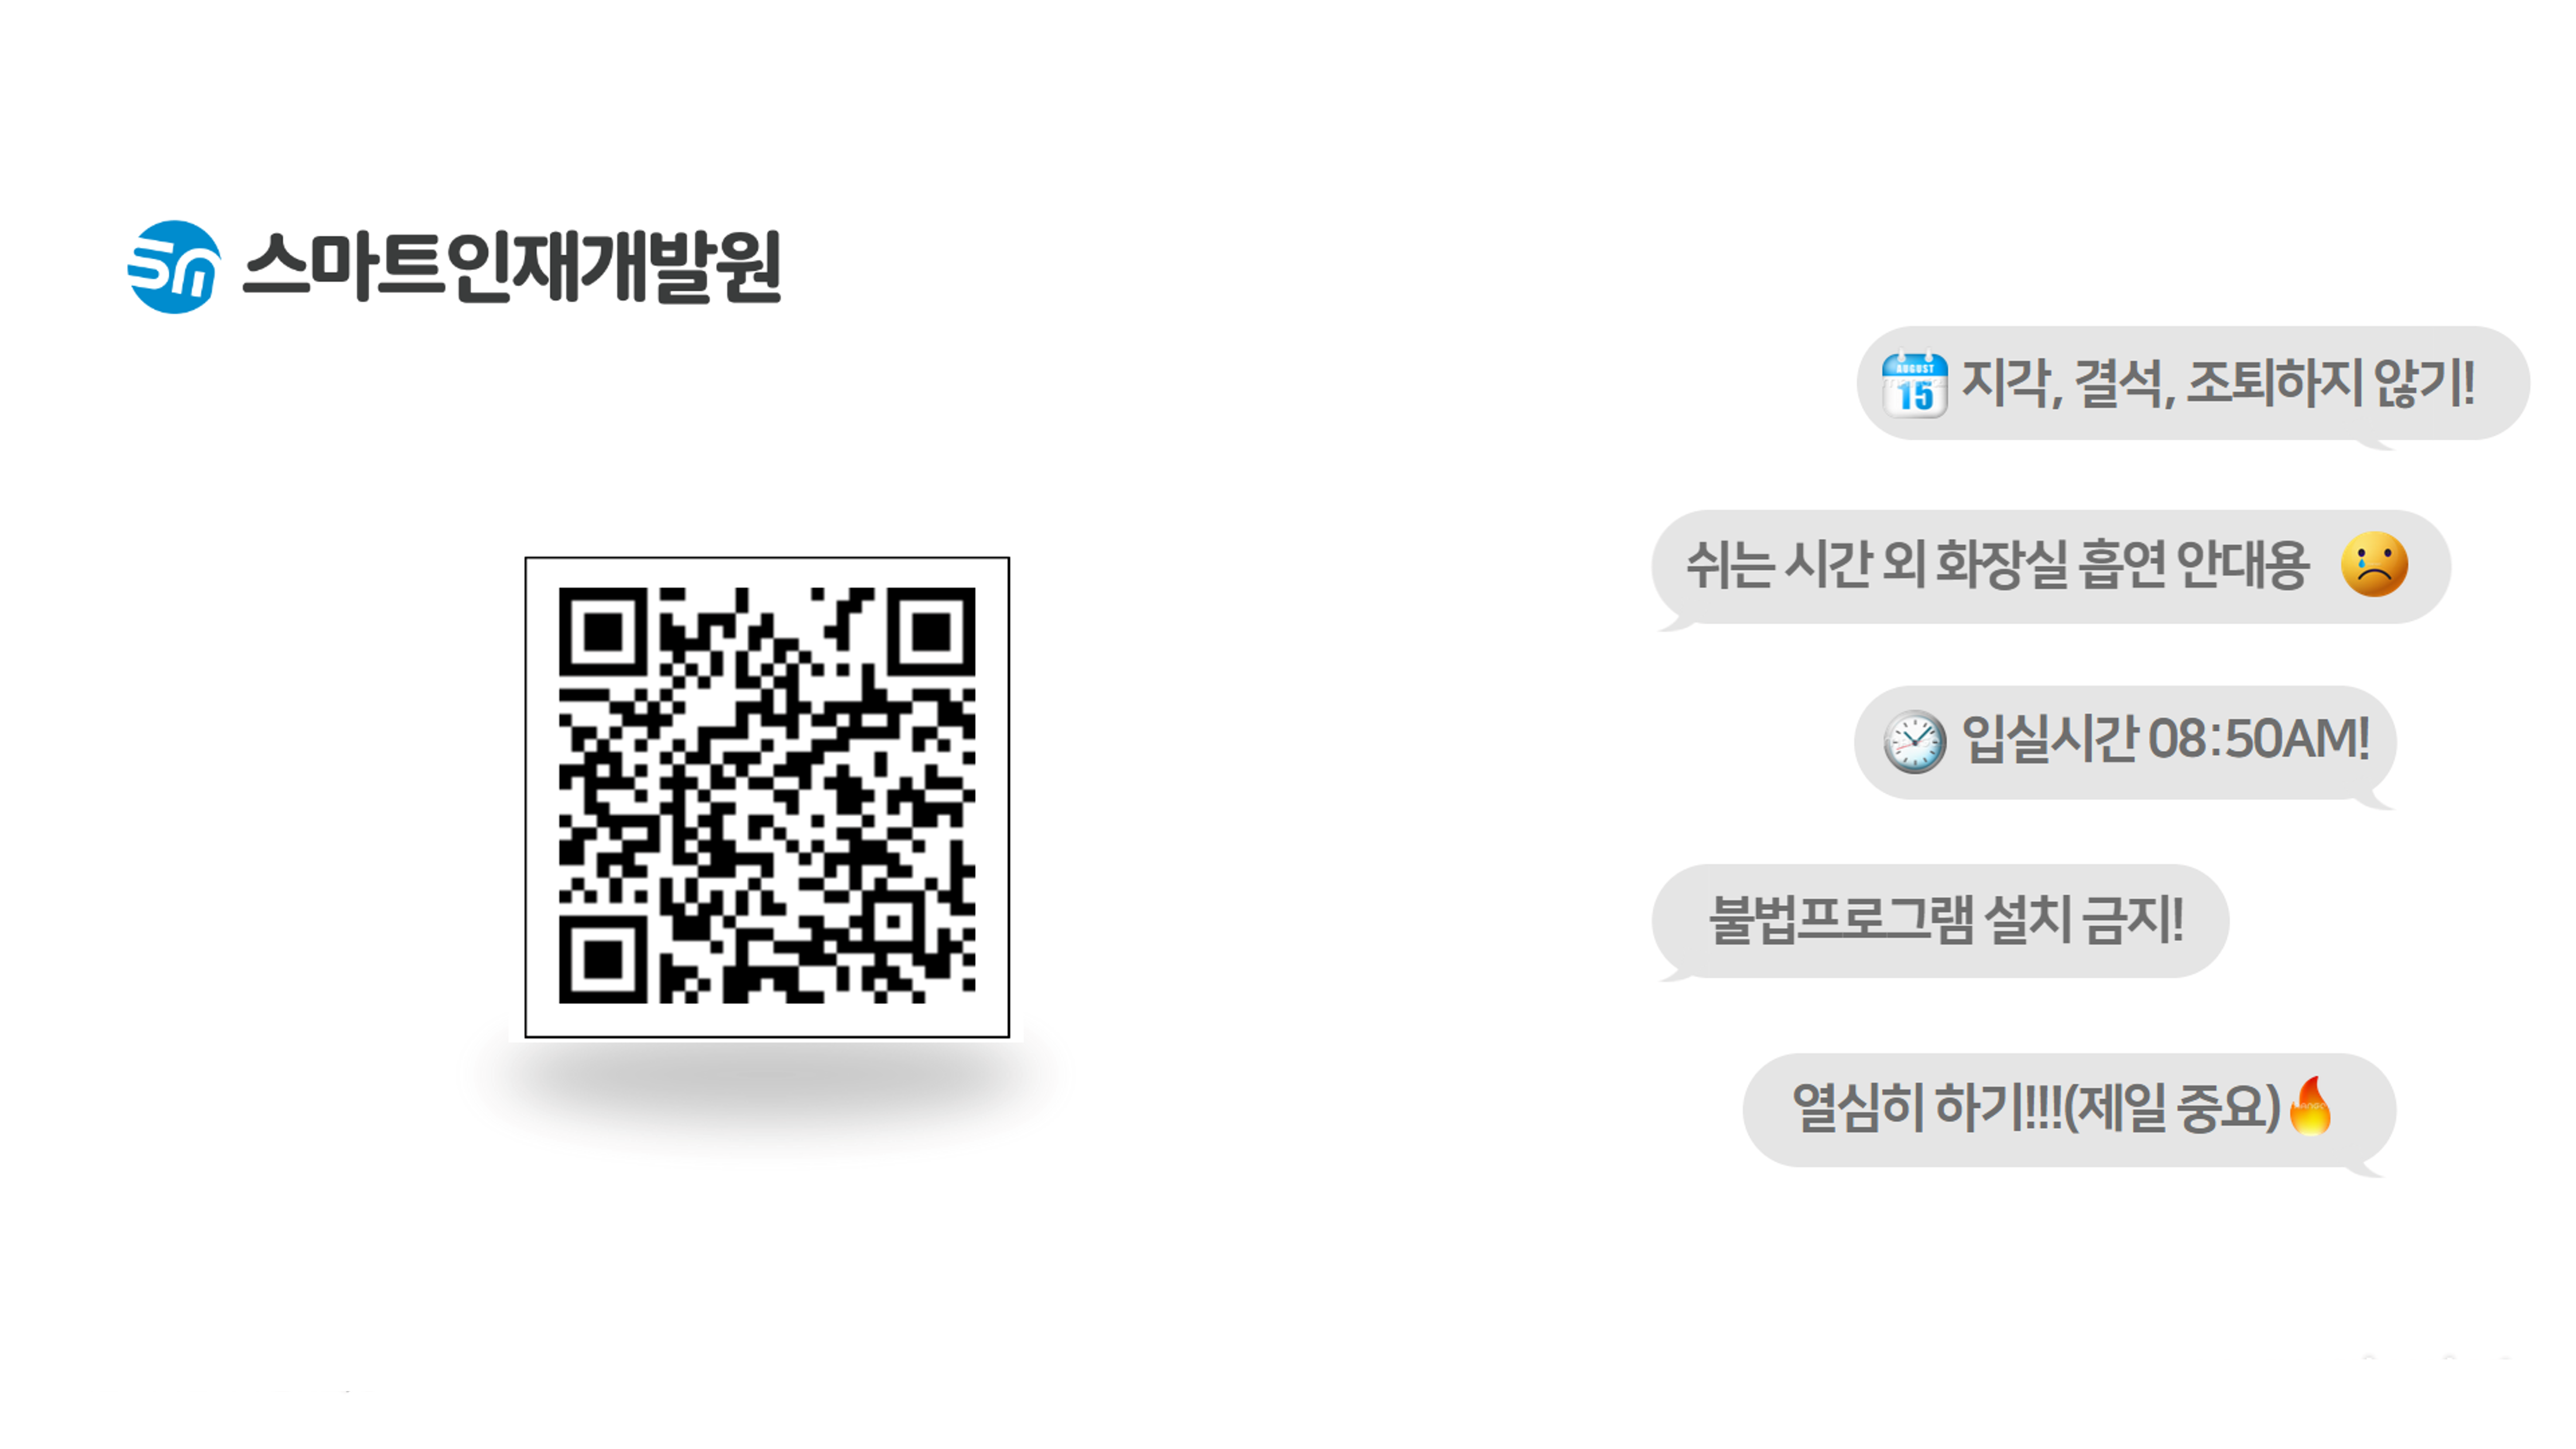 스마트인재개발원
AUGUST
15
지각, 결석, 조퇴하지 않기!
쉬는 시간 외 화장실 흡연 안대용
입실시간 08:50AM!
불법프로그램 설치 금지!
열심히 하기!!!(제일 중요)